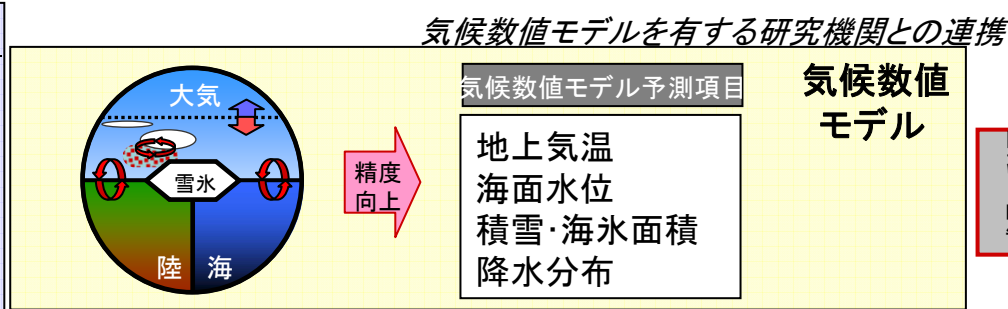 気候数値モデルを有する研究機関との連携
大気
雪氷
陸
海
精度
向上
気候数値モデル予測項目
地上気温
海面水位
積雪･海氷面積
降水分布
気候数値
モデル